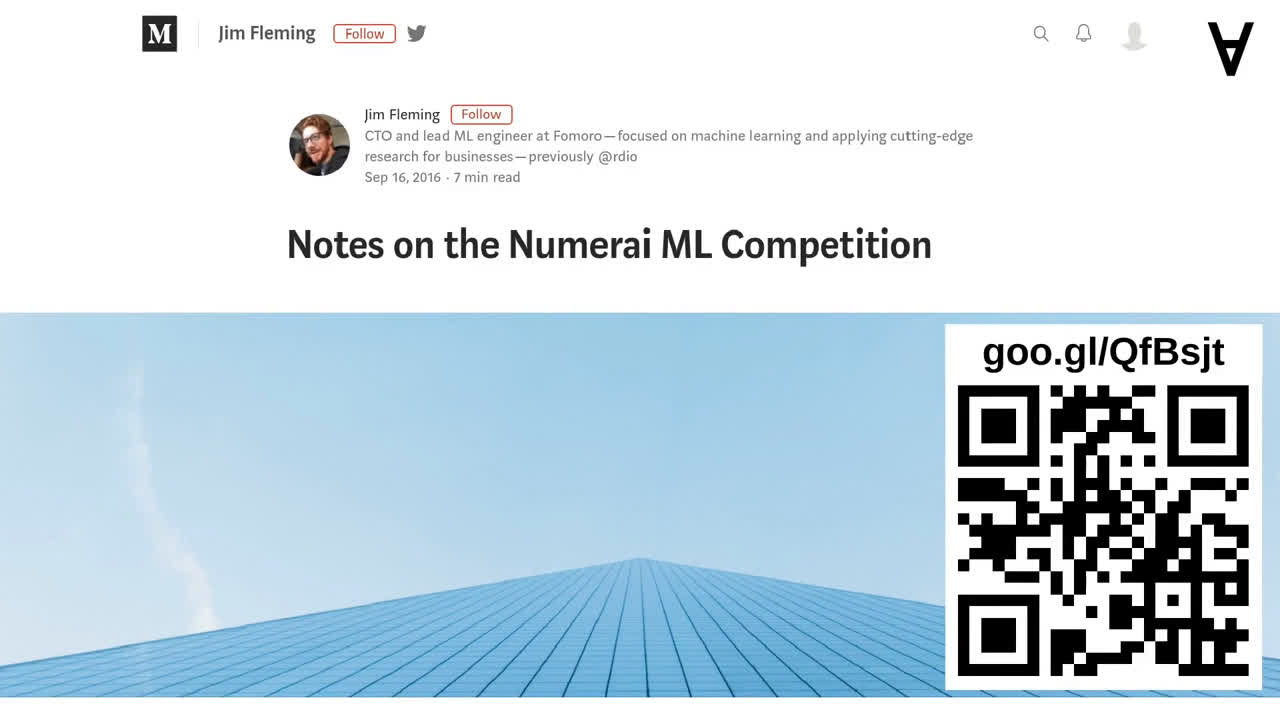 M Jim Fleming Follow
∀
Jim Fleming Follow
CTO and lead ML engineer at Fomoro — focused on machine learning and applying cutting-edge
research for businesses — previously @rdio
Sep 16, 2016 · 7 min read
Notes on the Numerai ML Competition
goo.gl/QfBsjt